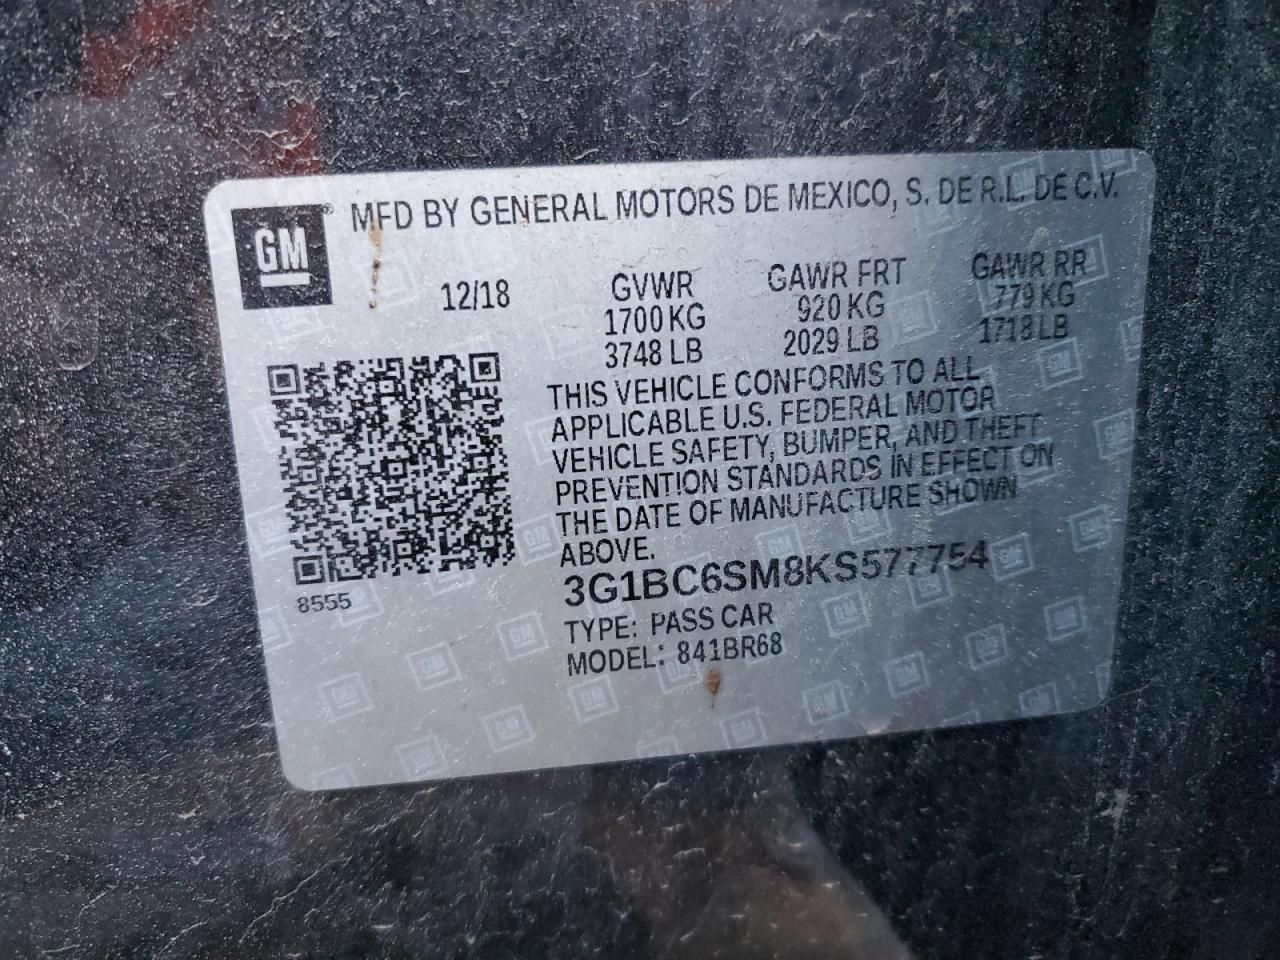 GM® MFD BY GENERAL MOTORS DE MEXICO, S. DE R.L. DE C.V.
12/18 GVWR GAWR FRT GAWR RR
1700 KG 920 KG 779 KG
3748 LB 2029 LB 1718 LB
THIS VEHICLE CONFORMS TO ALL
APPLICABLE U.S. FEDERAL MOTOR
VEHICLE SAFETY, BUMPER, AND THEFT
PREVENTION STANDARDS IN EFFECT ON
THE DATE OF MANUFACTURE SHOWN
ABOVE.
8555
3G1BC6SM8KS577754
TYPE: PASS CAR
MODEL: 841BR68